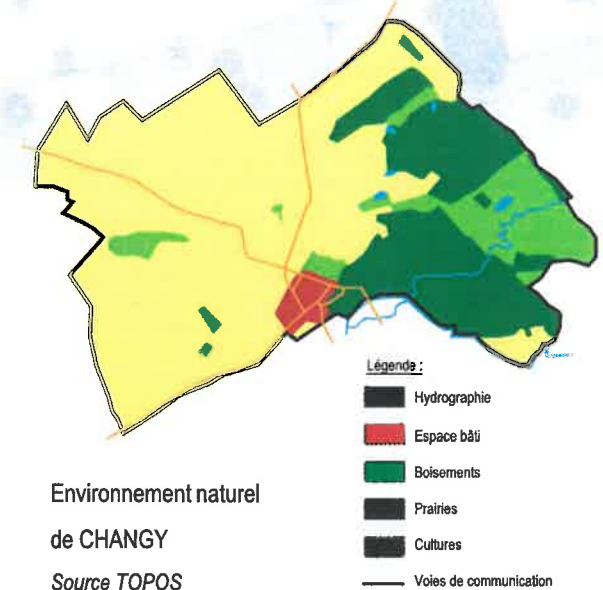 Légende :
Hydrographie
Espace bâti
Boisements
Prairies
Cultures
Voies de communication
Environnement naturel
de CHANGY
Source TOPOS